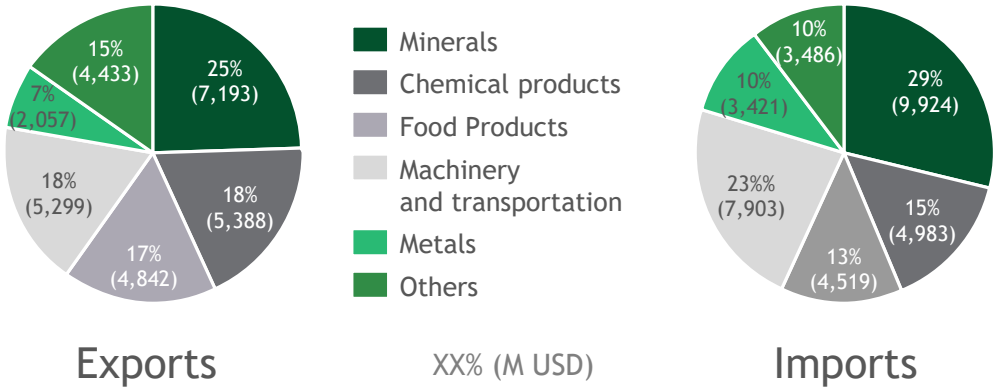 15%
(4,433)
25%
(7,193)
7%
(2,057)
18%
(5,299)
18%
(5,388)
17%
(4,842)
Minerals
Chemical products
Food Products
Machinery
and transportation
Metals
Others
10%
(3,486)
29%
(9,924)
10%
(3,421)
23%%
(7,903)
15%
(4,983)
13%
(4,519)
Exports
XX% (M USD)
Imports